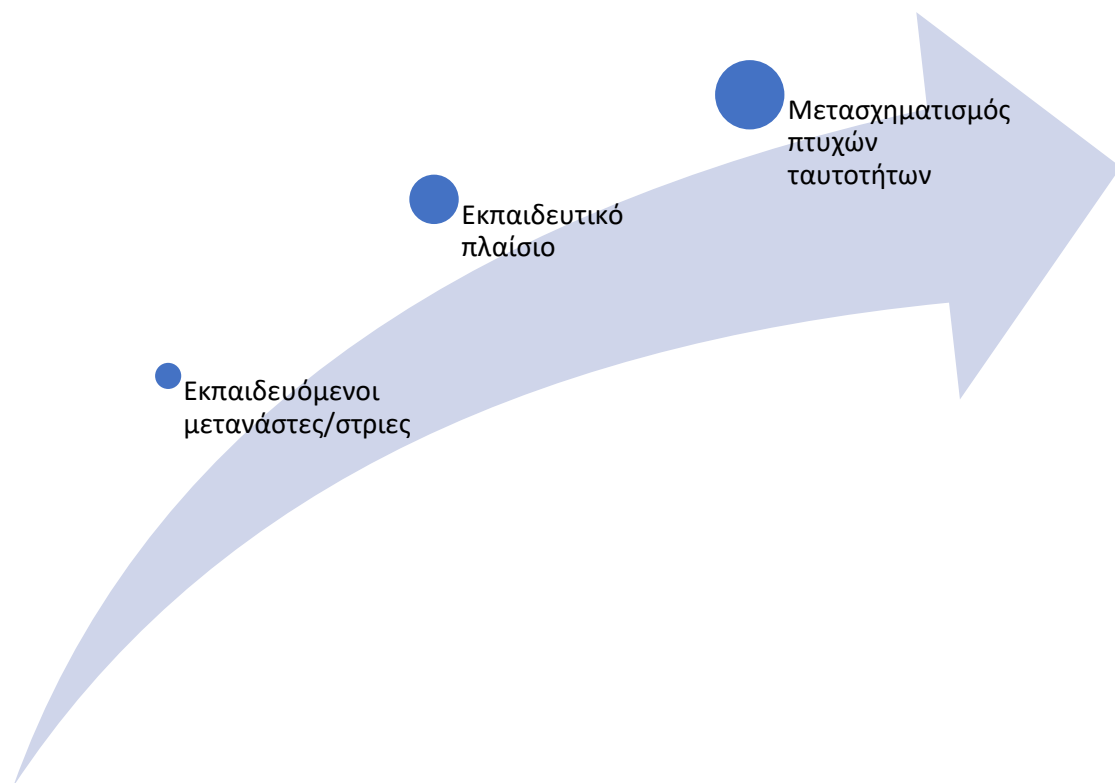 Μετασχηματισμός
πτυχών
ταυτοτήτων
Εκπαιδευτικό
πλαίσιο
Εκπαιδευόμενοι
μετανάστες/στριες